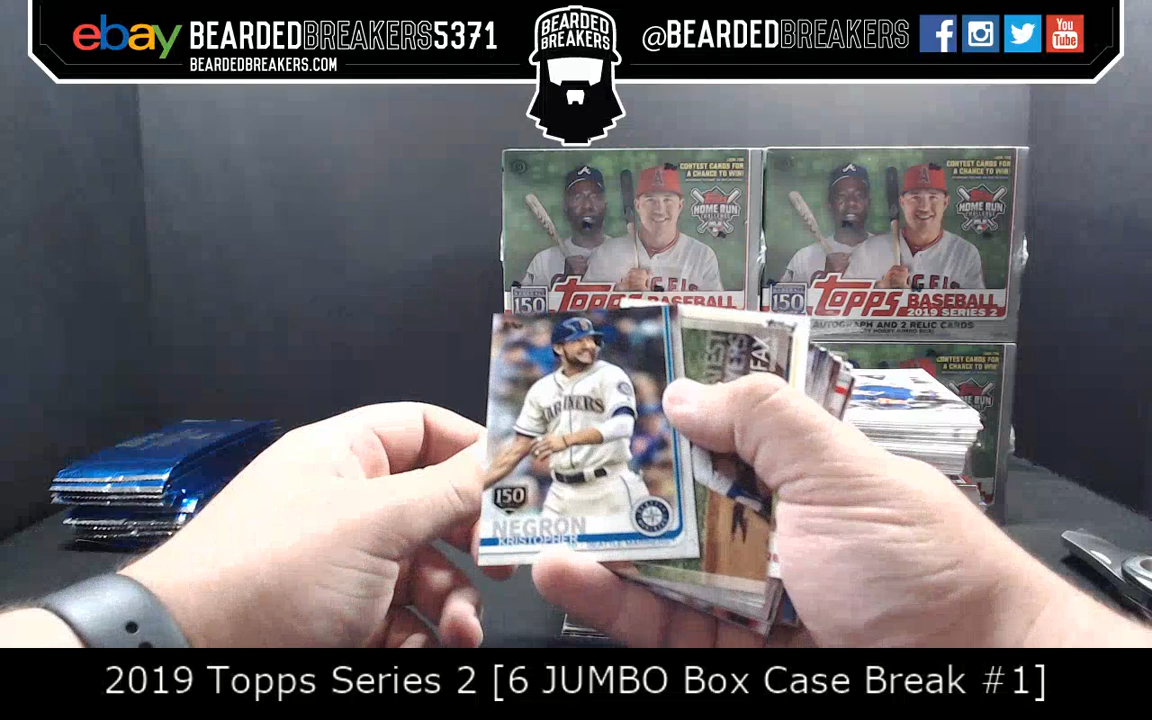 ebay BEARDEDBREAKERS5371
BEARDEDBREAKERS.COM
BEARDED
BREAKERS
@BEARDEDBREAKERS
You
Tube
CONTEST CARDS FOR
A CHANCE TO WIN!
HOME RUN
CHALLENGE
150
Topps BASEBALL
CONTEST CARDS FOR
A CHANCE TO WIN!
HOME RUN
CHALLENGE
150
Topps BASEBALL
2019 SERIES 2
AUTOGRAPH AND 2 RELIC CARDS
CONTEST CARDS FOR
A CHANCE TO WIN!
HOME RUN
MARINERS
150
NEGRON
KRISTOPHER
2019 Topps Series 2 [6 JUMBO Box Case Break #1]